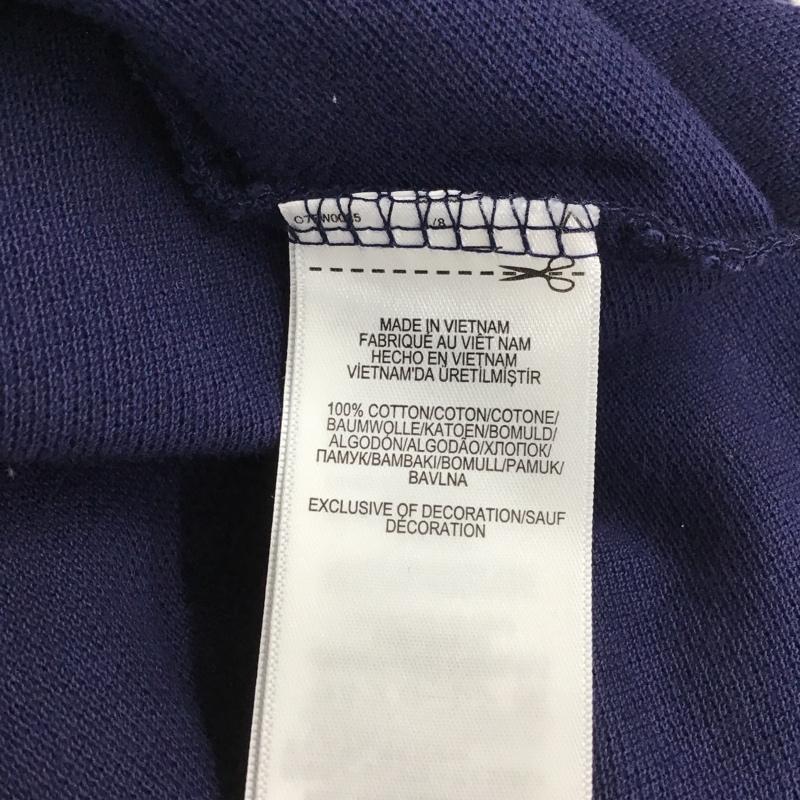 /8
MADE IN VIETNAM
FABRIQUÉ AU VIÊT NAM
HECHO EN VIETNAM
VİETNAM'DA ÜRETİLMİŞTİR
100% COTTON/COTON/COTONE/
BAUMWOLLE/KATOEN/BOMULD/
ALGODÓN/ALGODÃO/ХЛОПОК/
ПАМУК/BAMBAKI/BOMULL/PAMUK/
BAVLNA
EXCLUSIVE OF DECORATION/SAUF
DÉCORATION